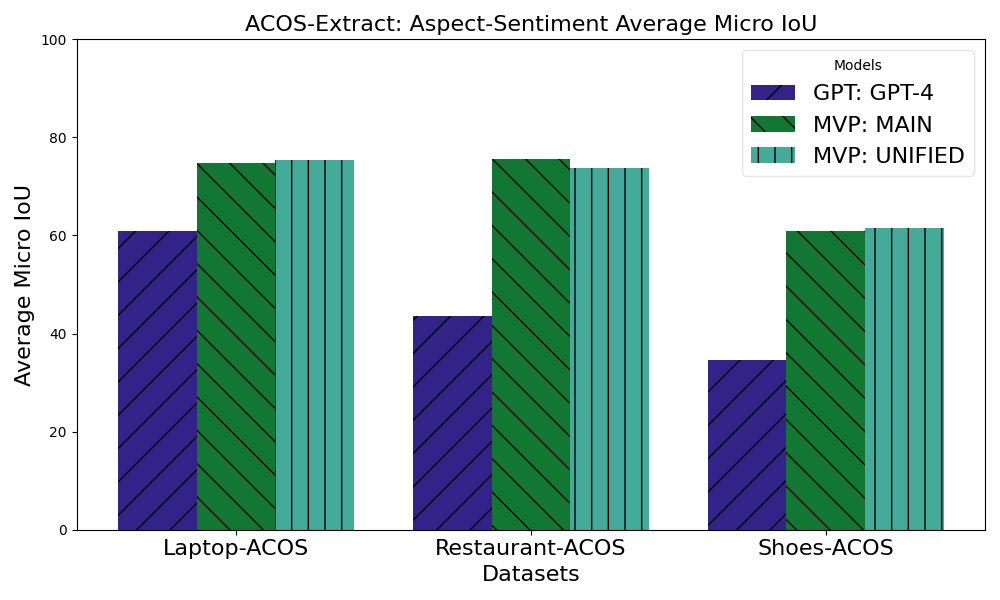 ACOS-Extract: Aspect-Sentiment Average Micro IoU
Average Micro IoU
100
80
60
40
20
0
Models
GPT: GPT-4
MVP: MAIN
MVP: UNIFIED
Laptop-ACOS
Restaurant-ACOS
Shoes-ACOS
Datasets